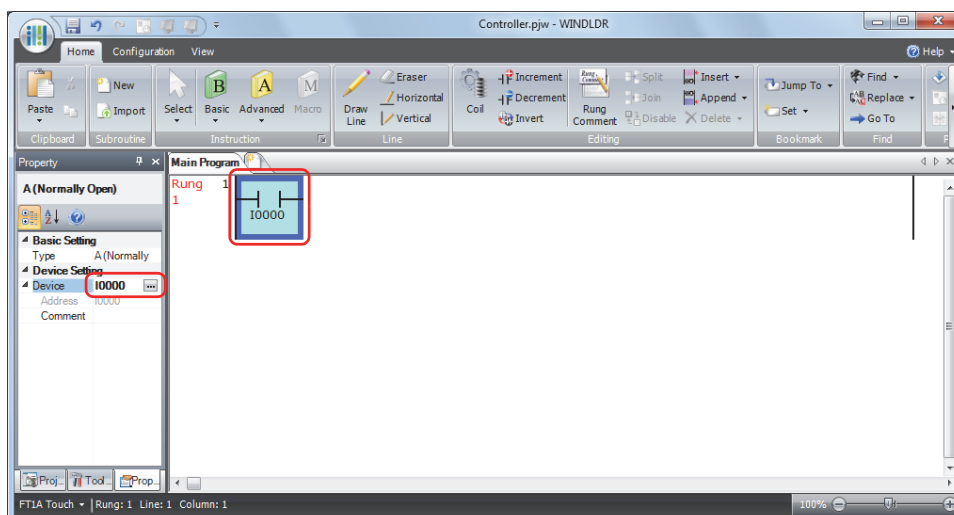 Controller.pjw - WINDLDR
Home Configuration View Help
Paste New Import Select Basic Advanced Macro Draw Line Eraser Horizontal Vertical Coil Increment Decrement Invert Rung Comment Split Join Disable Insert Append Delete Jump To Set Find Replace Go To
Clipboard Subroutine Instruction Line Editing Bookmark Find F
Property
Main Program
A (Normally Open)
Basic Setting
Type A (Normally
Device Setting
Device I0000 ...
Address I0000
Comment
Rung 1
1
I0000
Proj... Tool... Prop...
FT1A Touch Rung: 1 Line: 1 Column: 1
100%